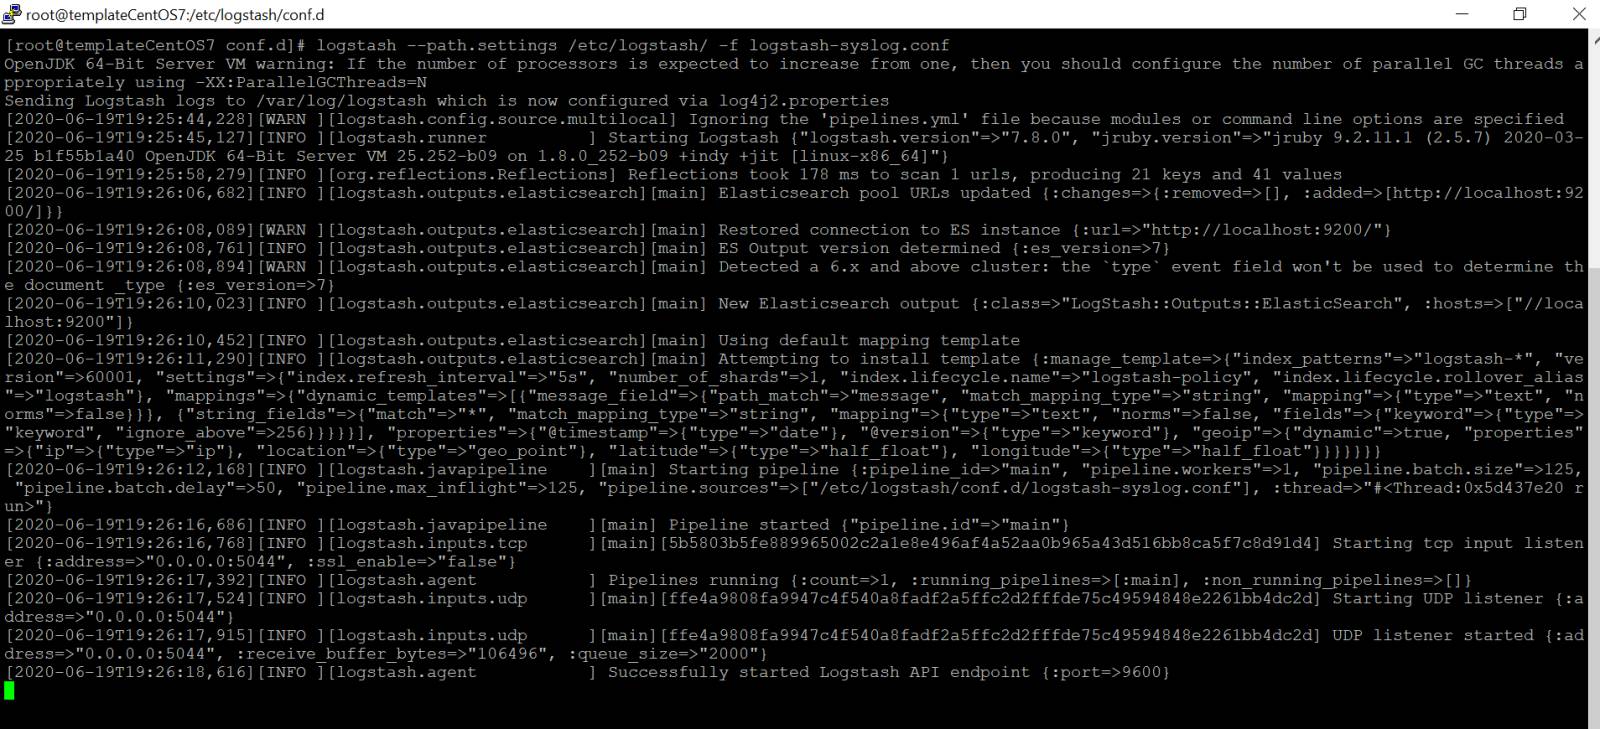 root@templateCentOS7:/etc/logstash/conf.d
[root@templateCentOS7 conf.d]# logstash --path.settings /etc/logstash/ -f logstash-syslog.conf
OpenJDK 64-Bit Server VM warning: If the number of processors is expected to increase from one, then you should configure the number of parallel GC threads a
ppropriately using -XX:ParallelGCThreads=N
Sending Logstash logs to /var/log/logstash which is now configured via log4j2.properties
[2020-06-19T19:25:44,228][WARN ][logstash.config.source.multilocal] Ignoring the 'pipelines.yml' file because modules or command line options are specified
[2020-06-19T19:25:45,127][INFO ][logstash.runner          ] Starting Logstash {"logstash.version"=>"7.8.0", "jruby.version"=>"jruby 9.2.11.1 (2.5.7) 2020-03-
25 b1f55b1a40 OpenJDK 64-Bit Server VM 25.252-b09 on 1.8.0_252-b09 +indy +jit [linux-x86_64]"}
[2020-06-19T19:25:58,279][INFO ][org.reflections.Reflections] Reflections took 178 ms to scan 1 urls, producing 21 keys and 41 values
[2020-06-19T19:26:06,682][INFO ][logstash.outputs.elasticsearch][main] Elasticsearch pool URLs updated {:changes=>{:removed=>[], :added=>[http://localhost:92
00/]}}
[2020-06-19T19:26:08,089][WARN ][logstash.outputs.elasticsearch][main] Restored connection to ES instance {:url=>"http://localhost:9200/"}
[2020-06-19T19:26:08,761][INFO ][logstash.outputs.elasticsearch][main] ES Output version determined {:es_version=>7}
[2020-06-19T19:26:08,894][WARN ][logstash.outputs.elasticsearch][main] Detected a 6.x and above cluster: the `type` event field won't be used to determine th
e document _type {:es_version=>7}
[2020-06-19T19:26:10,023][INFO ][logstash.outputs.elasticsearch][main] New Elasticsearch output {:class=>"LogStash::Outputs::ElasticSearch", :hosts=>["//loca
lhost:9200"]}
[2020-06-19T19:26:10,452][INFO ][logstash.outputs.elasticsearch][main] Using default mapping template
[2020-06-19T19:26:11,290][INFO ][logstash.outputs.elasticsearch][main] Attempting to install template {:manage_template=>{"index_patterns"=>"logstash-*", "ve
rsion"=>60001, "settings"=>{"index.refresh_interval"=>"5s", "number_of_shards"=>1, "index.lifecycle.name"=>"logstash-policy", "index.lifecycle.rollover_alias
"=>"logstash"}, "mappings"=>{"dynamic_templates"=>[{"message_field"=>{"path_match"=>"message", "match_mapping_type"=>"string", "mapping"=>{"type"=>"text", "n
orms"=>false}}}, {"string_fields"=>{"match"=>"*", "match_mapping_type"=>"string", "mapping"=>{"type"=>"text", "norms"=>false, "fields"=>{"keyword"=>{"type"=>
"keyword", "ignore_above"=>256}}}}}], "properties"=>{"@timestamp"=>{"type"=>"date"}, "@version"=>{"type"=>"keyword"}, "geoip"=>{"dynamic"=>true, "properties"
=>{"ip"=>{"type"=>"ip"}, "location"=>{"type"=>"geo_point"}, "latitude"=>{"type"=>"half_float"}, "longitude"=>{"type"=>"half_float"}}}}}}}
[2020-06-19T19:26:12,168][INFO ][logstash.javapipeline    ][main] Starting pipeline {:pipeline_id=>"main", "pipeline.workers"=>1, "pipeline.batch.size"=>125,
 "pipeline.batch.delay"=>50, "pipeline.max_inflight"=>125, "pipeline.sources"=>["/etc/logstash/conf.d/logstash-syslog.conf"], :thread=>"#<Thread:0x5d437e20 r
un>"}
[2020-06-19T19:26:16,686][INFO ][logstash.javapipeline    ][main] Pipeline started {"pipeline.id"=>"main"}
[2020-06-19T19:26:16,768][INFO ][logstash.inputs.tcp      ][main][5b5803b5fe889965002c2a1e8e496af4a52aa0b965a43d516bb8ca5f7c8d91d4] Starting tcp input listen
er {:address=>"0.0.0.0:5044", :ssl_enable=>"false"}
[2020-06-19T19:26:17,392][INFO ][logstash.agent           ] Pipelines running {:count=>1, :running_pipelines=>[:main], :non_running_pipelines=>[]}
[2020-06-19T19:26:17,524][INFO ][logstash.inputs.udp      ][main][ffe4a9808fa9947c4f540a8fadf2a5ffc2d2fffde75c49594848e2261bb4dc2d] Starting UDP listener {:a
ddress=>"0.0.0.0:5044"}
[2020-06-19T19:26:17,915][INFO ][logstash.inputs.udp      ][main][ffe4a9808fa9947c4f540a8fadf2a5ffc2d2fffde75c49594848e2261bb4dc2d] UDP listener started {:ad
dress=>"0.0.0.0:5044", :receive_buffer_bytes=>"106496", :queue_size=>"2000"}
[2020-06-19T19:26:18,616][INFO ][logstash.agent           ] Successfully started Logstash API endpoint {:port=>9600}